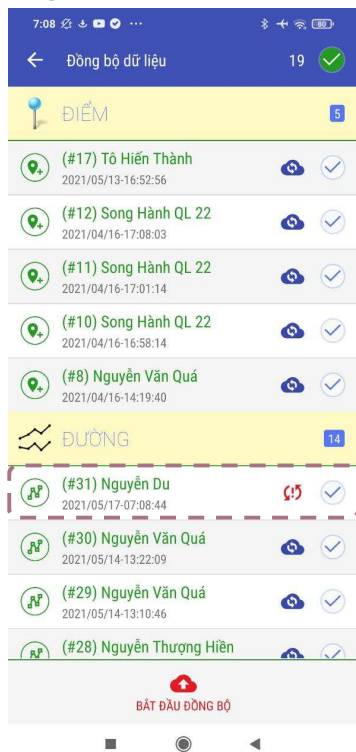 7:08 ... 80
Đồng bộ dữ liệu 19
ĐIỂM 5
(#17) Tô Hiến Thành
2021/05/13-16:52:56
(#12) Song Hành QL 22
2021/04/16-17:08:03
(#11) Song Hành QL 22
2021/04/16-17:01:14
(#10) Song Hành QL 22
2021/04/16-16:58:14
(#8) Nguyễn Văn Quá
2021/04/16-14:19:40
ĐƯỜNG 14
(#31) Nguyễn Du
2021/05/17-07:08:44
(#30) Nguyễn Văn Quá
2021/05/14-13:22:09
(#29) Nguyễn Văn Quá
2021/05/14-13:10:46
(#28) Nguyễn Thượng Hiền
BẮT ĐẦU ĐỒNG BỘ